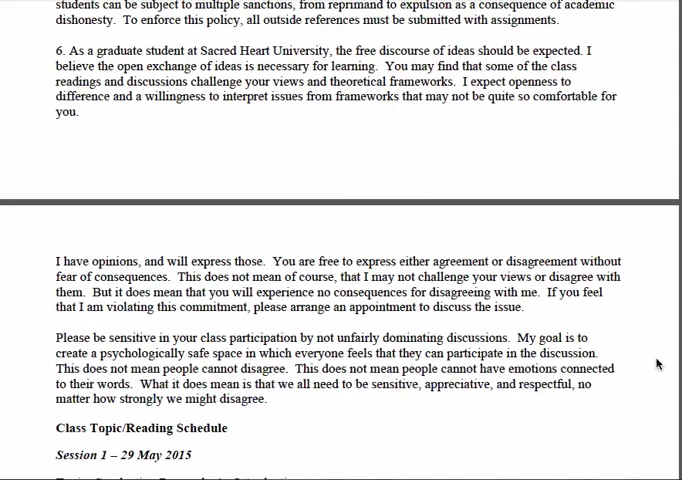 students can be subject to multiple sanctions, from reprimand to expulsion as a consequence of academic
dishonesty. To enforce this policy, all outside references must be submitted with assignments.
6. As a graduate student at Sacred Heart University, the free discourse of ideas should be expected. I
believe the open exchange of ideas is necessary for learning. You may find that some of the class
readings and discussions challenge your views and theoretical frameworks. I expect openness to
difference and a willingness to interpret issues from frameworks that may not be quite so comfortable for
you.
I have opinions, and will express those. You are free to express either agreement or disagreement without
fear of consequences. This does not mean of course, that I may not challenge your views or disagree with
them. But it does mean that you will experience no consequences for disagreeing with me. If you feel
that I am violating this commitment, please arrange an appointment to discuss the issue.
Please be sensitive in your class participation by not unfairly dominating discussions. My goal is to
create a psychologically safe space in which everyone feels that they can participate in the discussion.
This does not mean people cannot disagree. This does not mean people cannot have emotions connected
to their words. What it does mean is that we all need to be sensitive, appreciative, and respectful, no
matter how strongly we might disagree.
Class Topic/Reading Schedule
Session 1 – 29 May 2015